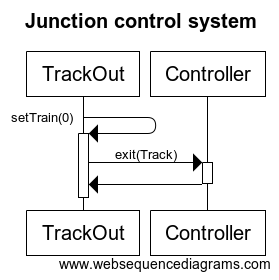 Junction control system
TrackOut Controller
setTrain(0)
exit(Track)
TrackOut Controller
www.websequencediagrams.com